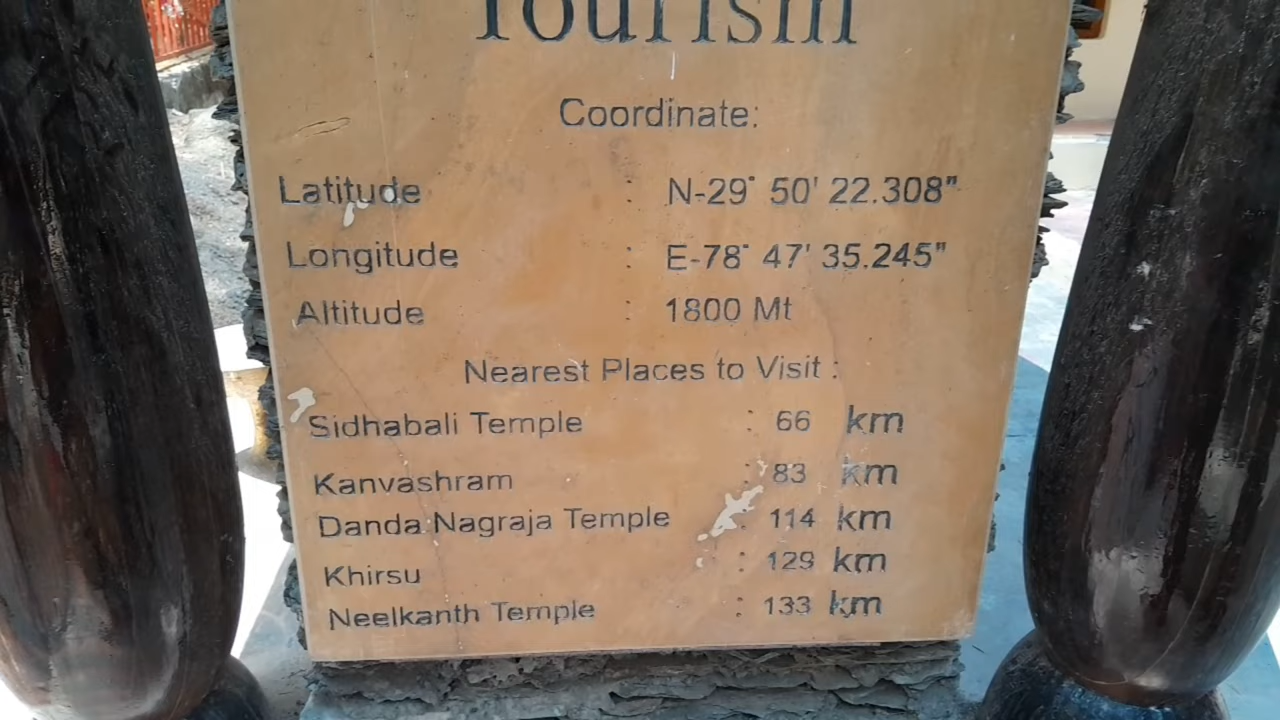 Tourism
Coordinate:
Latitude : N-29° 50' 22.308"
Longitude : E-78° 47' 35.245"
Altitude : 1800 Mt
Nearest Places to Visit :
Sidhabali Temple : 66 km
Kanvashram : 83 km
Danda Nagraja Temple : 114 km
Khirsu : 129 km
Neelkanth Temple : 133 km